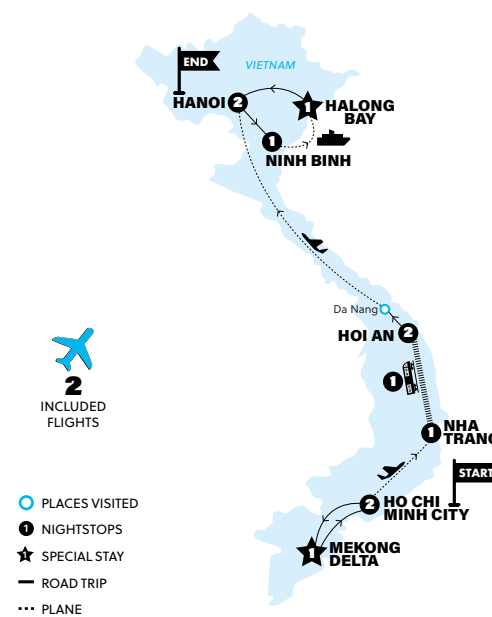 END
VIETNAM
HANOI 2
1 HALONG
BAY
1
NINH BINH
Da Nang
HOI AN 2
1
2
INCLUDED
FLIGHTS
1 NHA
TRANG
START
PLACES VISITED
2 HO CHI
MINH CITY
1 NIGHTSTOPS
1 SPECIAL STAY
1 MEKONG
DELTA
ROAD TRIP
PLANE